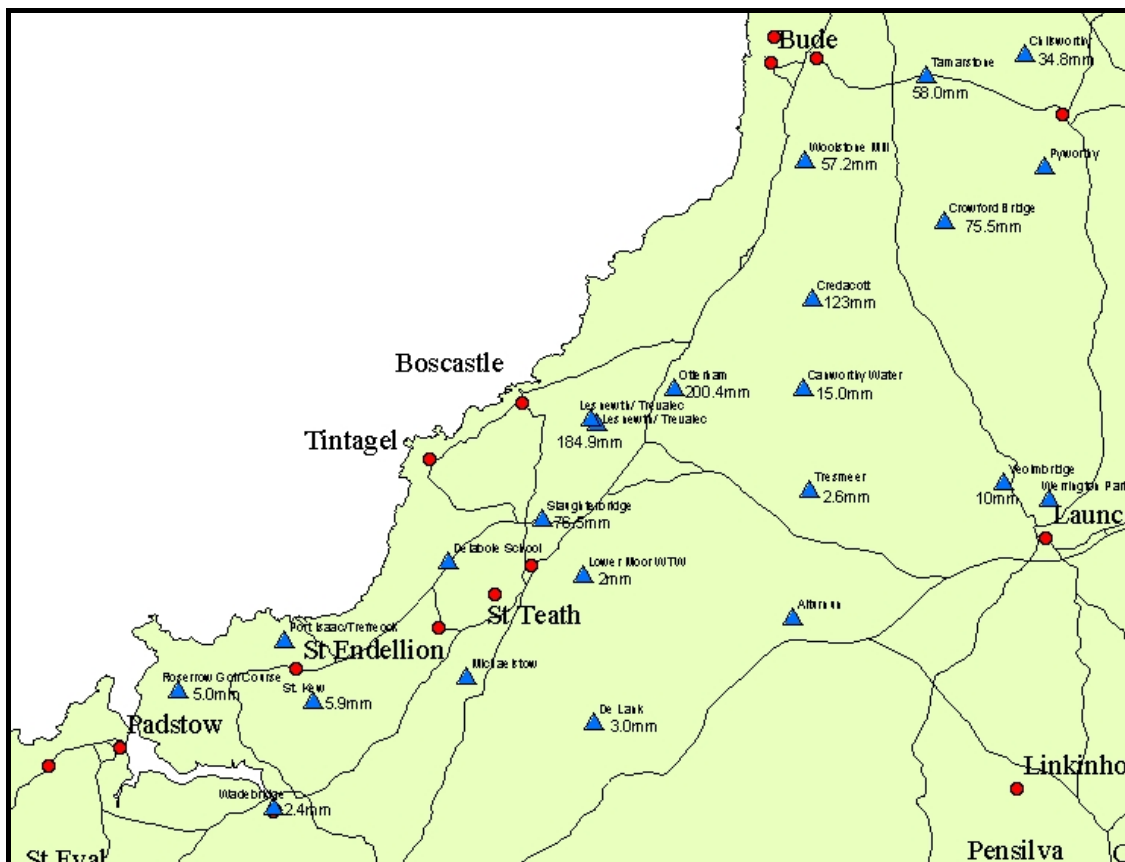 Bude
Chilsworthy
34.8mm
Tamarstone
58.0mm
Woolstone Mill
57.2mm
Pyworthy
Crowford Bridge
75.5mm
Credacott
123mm
Boscastle
Otterham
200.4mm
Canworthy Water
15.0mm
Lesnewth/ Trevalec
Lesnewth/ Trevalec
184.9mm
Tintagel
Tresmeer
2.6mm
Yeolmbridge
10mm
Werrington Park
Slaughterbridge
76.5mm
Launc
Delabole School
Lower Moor WTW
2mm
St Teath
Altarnun
Port Isaac/Trefreock
St Endellion
Michaelstow
Roserrow Golf Course
5.0mm
St. Kew
5.9mm
De Lank
3.0mm
Padstow
Linkinho
Wadebridge
2.4mm
St Eval
Pensilva